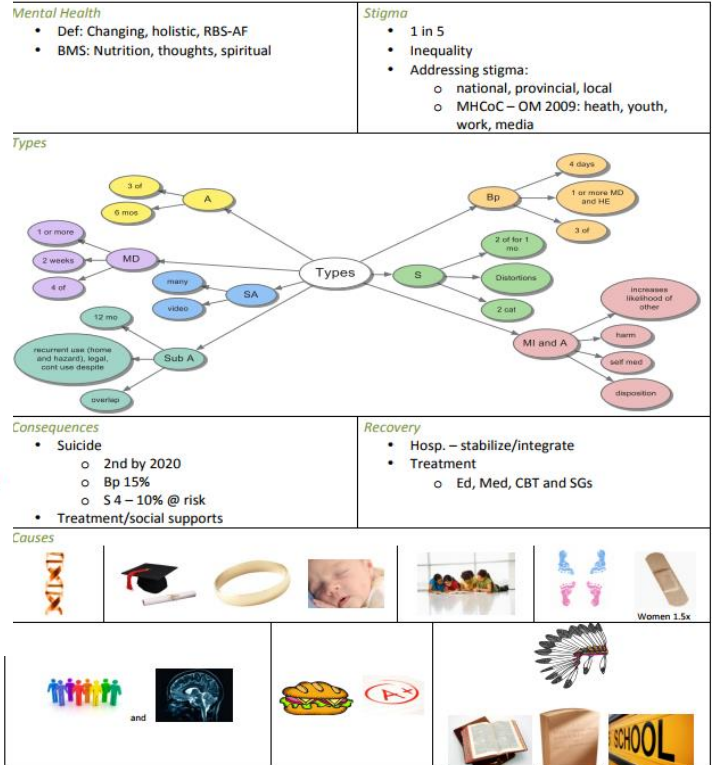 Mental Health
• Def: Changing, holistic, RBS-AF
• BMS: Nutrition, thoughts, spiritual
Stigma
• 1 in 5
• Inequality
• Addressing stigma:
o national, provincial, local
o MHCoC – OM 2009: heath, youth,
work, media
Types
3 of
6 mos
A
1 or more
2 weeks
4 of
MD
many
video
SA
12 mo
recurrent use (home
and hazard), legal,
cont use despite
overlap
Sub A
Types
Bp
4 days
1 or more MD
and HE
3 of
S
2 of for 1
mo
Distortions
2 cat
MI and A
increases
likelihood of
other
harm
self med
disposition
Consequences
• Suicide
o 2nd by 2020
o Bp 15%
o S 4 – 10% @ risk
• Treatment/social supports
Recovery
• Hosp. – stabilize/integrate
• Treatment
o Ed, Med, CBT and SGs
Causes
Women 1.5x
and
A+
SCHOOL